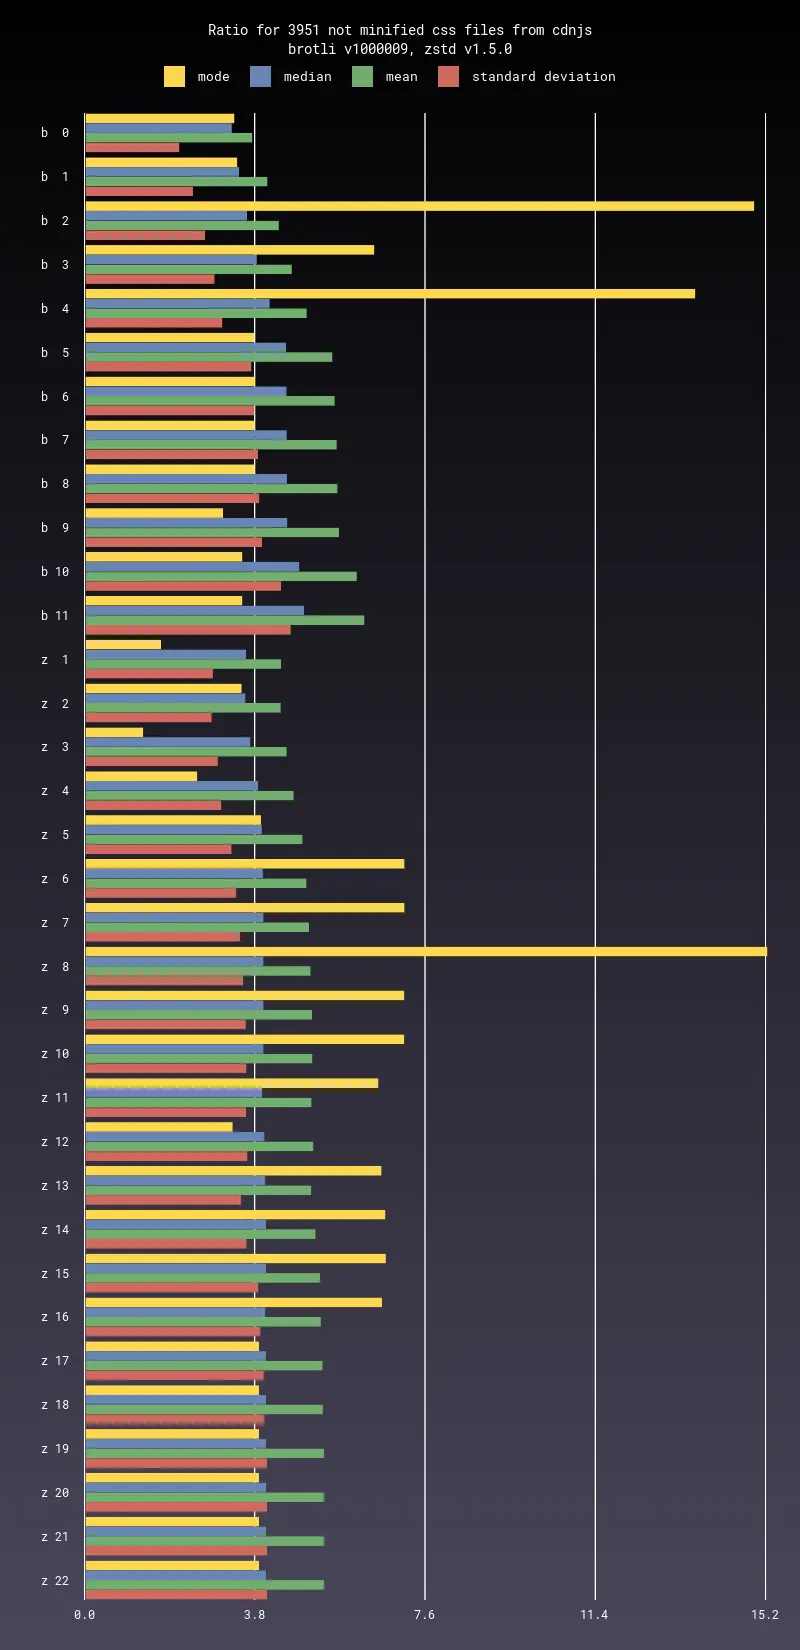 Ratio for 3951 not minified css files from cdnjs
brotli v1000009, zstd v1.5.0
mode median mean standard deviation
b 0
b 1
b 2
b 3
b 4
b 5
b 6
b 7
b 8
b 9
b 10
b 11
z 1
z 2
z 3
z 4
z 5
z 6
z 7
z 8
z 9
z 10
z 11
z 12
z 13
z 14
z 15
z 16
z 17
z 18
z 19
z 20
z 21
z 22
0.0 3.8 7.6 11.4 15.2